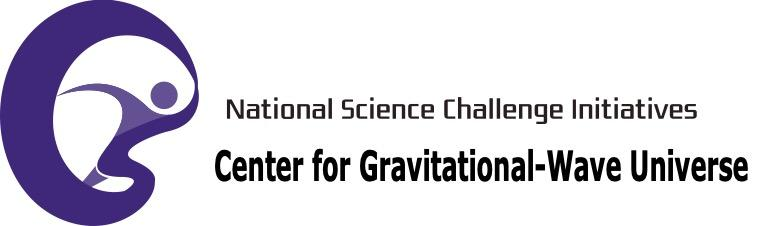 National Science Challenge Initiatives
Center for Gravitational-Wave Universe